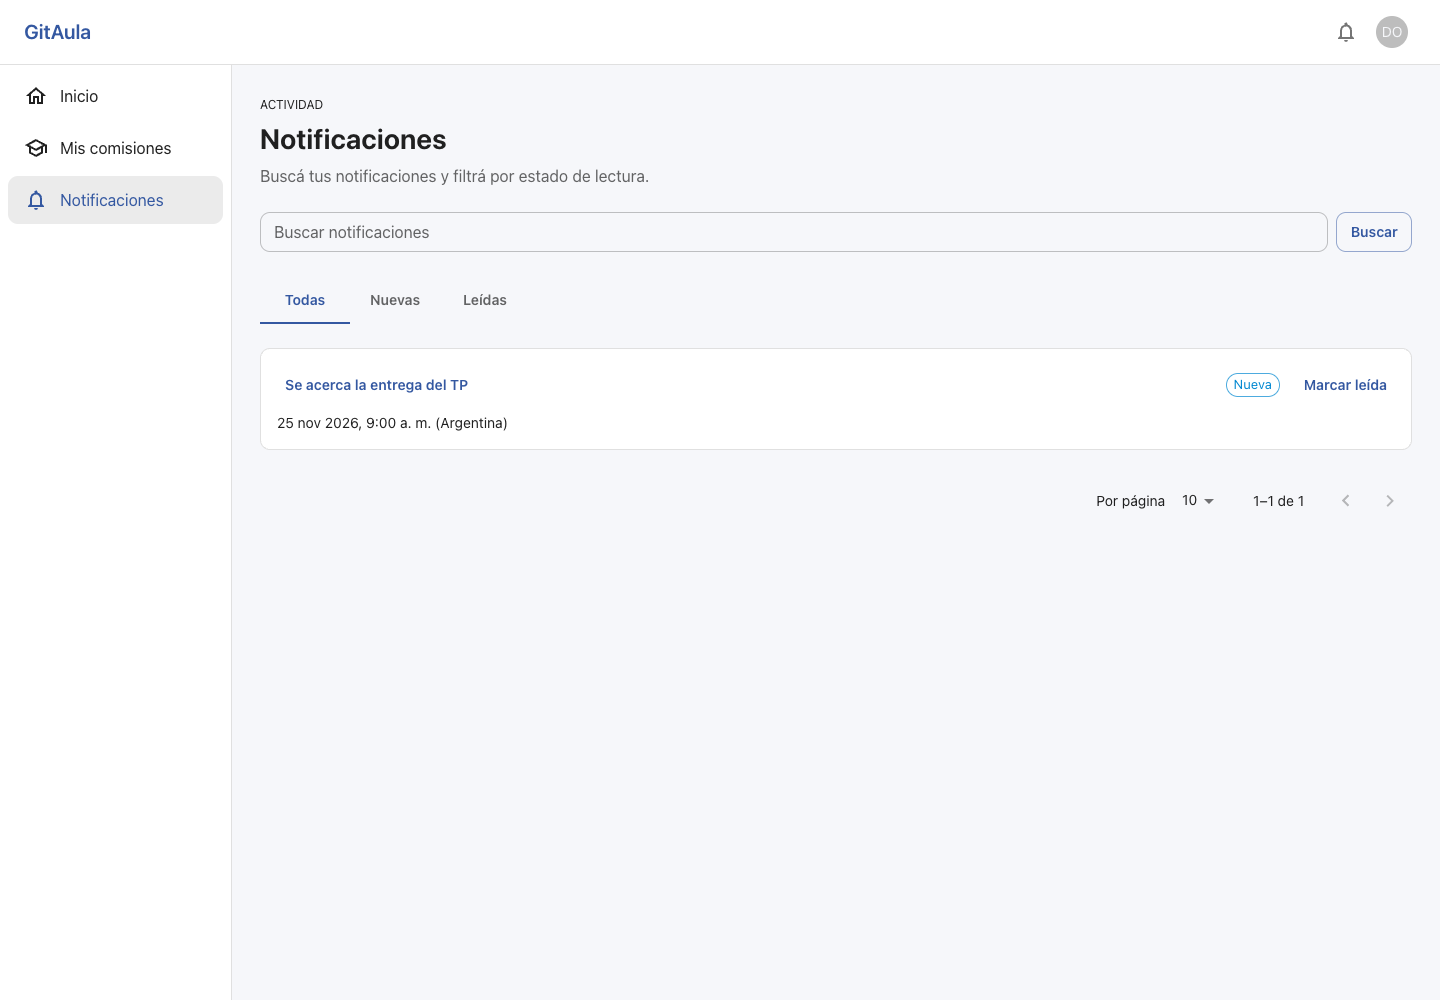 GitAula
DO
Inicio
Mis comisiones
Notificaciones
ACTIVIDAD
Notificaciones
Buscá tus notificaciones y filtrá por estado de lectura.
Buscar notificaciones
Buscar
Todas
Nuevas
Leídas
Se acerca la entrega del TP
Nueva
Marcar leída
25 nov 2026, 9:00 a. m. (Argentina)
Por página
10
1–1 de 1